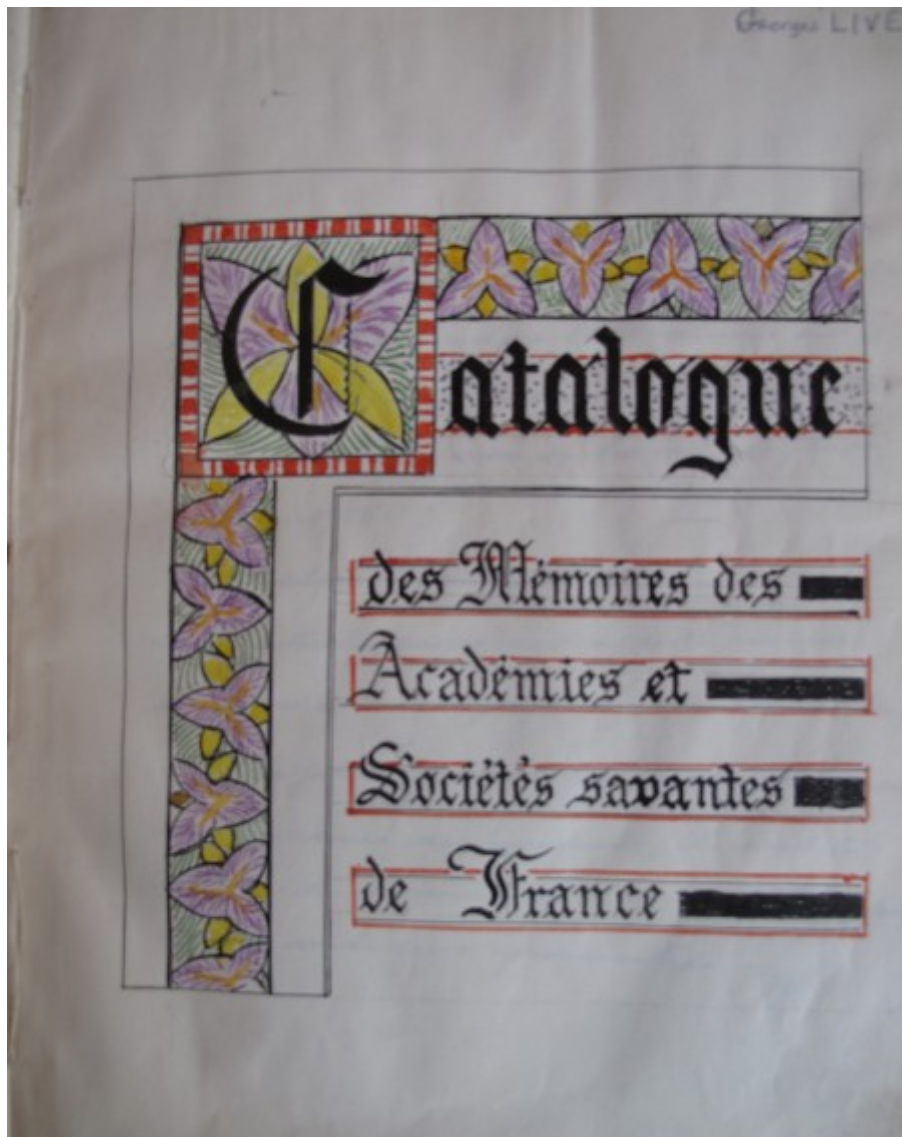 Georges LIVE
Catalogue
des Mémoires des
Académies et
Sociétés savantes
de France